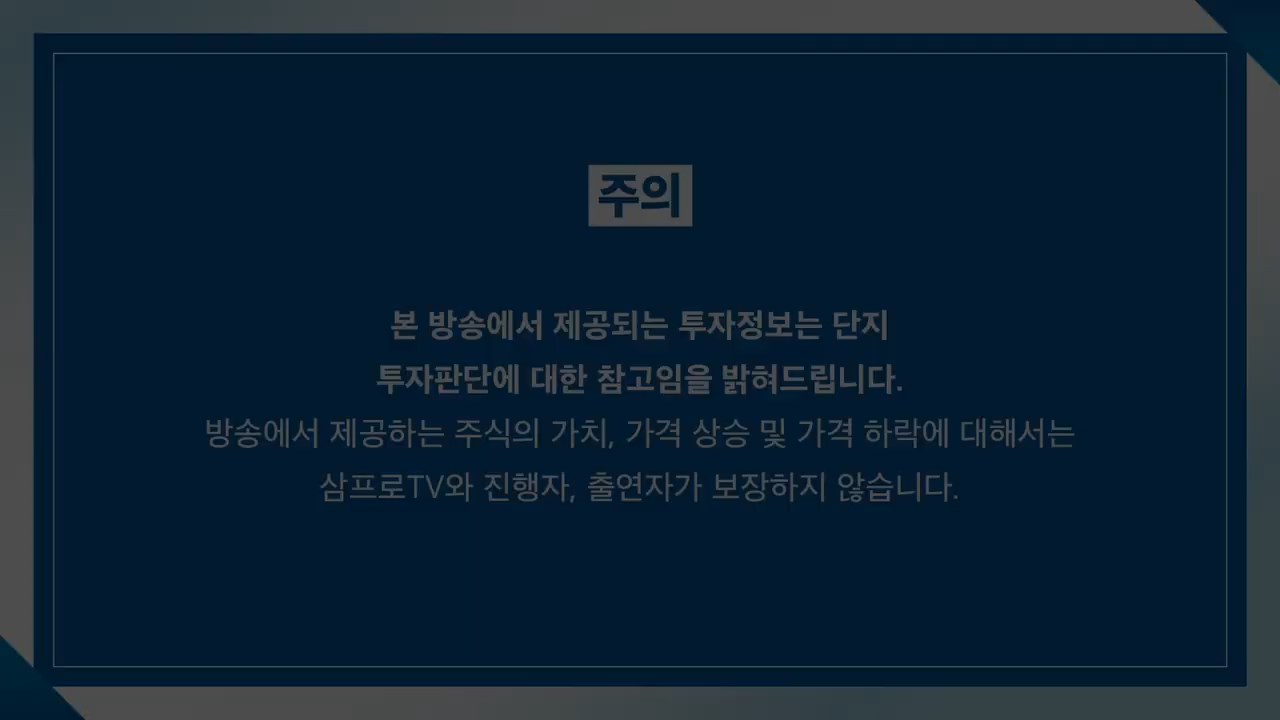 주의
본 방송에서 제공되는 투자정보는 단지
투자판단에 대한 참고임을 밝혀드립니다.
방송에서 제공하는 주식의 가치, 가격 상승 및 가격 하락에 대해서는
삼프로TV와 진행자, 출연자가 보장하지 않습니다.